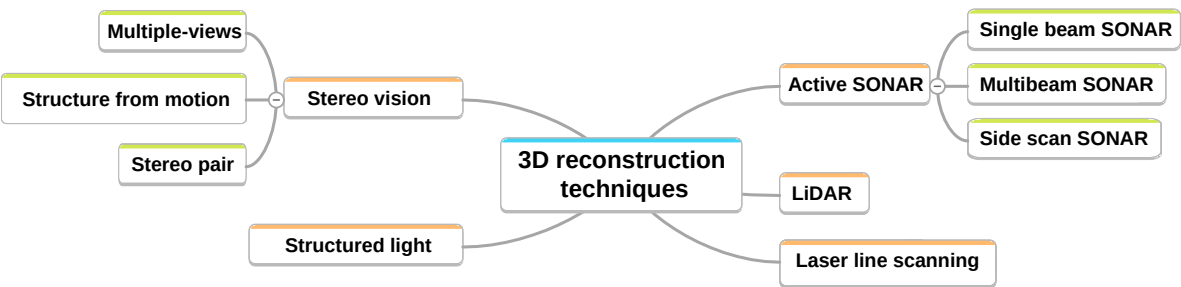 Multiple-views
Structure from motion
Stereo pair
Stereo vision
Structured light
3D reconstruction
techniques
Active SONAR
Single beam SONAR
Multibeam SONAR
Side scan SONAR
LiDAR
Laser line scanning